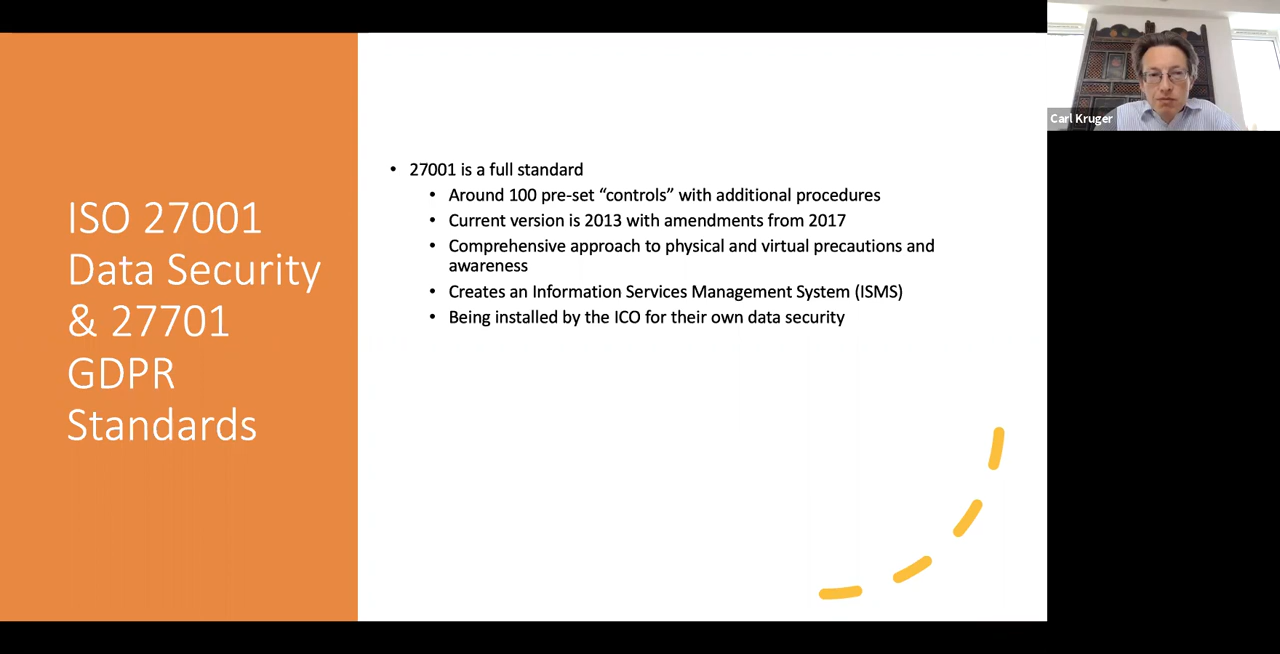 ISO 27001
Data Security
& 27701
GDPR
Standards
• 27001 is a full standard
• Around 100 pre-set “controls” with additional procedures
• Current version is 2013 with amendments from 2017
• Comprehensive approach to physical and virtual precautions and
awareness
• Creates an Information Services Management System (ISMS)
• Being installed by the ICO for their own data security
Carl Kruger